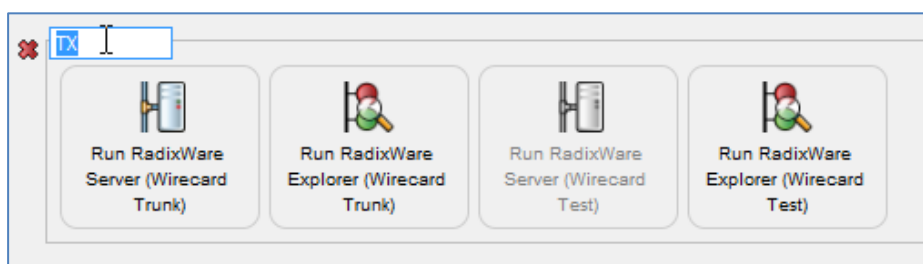 TX
Run RadixWare
Server (Wirecard
Trunk)
Run RadixWare
Explorer (Wirecard
Trunk)
Run RadixWare
Server (Wirecard
Test)
Run RadixWare
Explorer (Wirecard
Test)